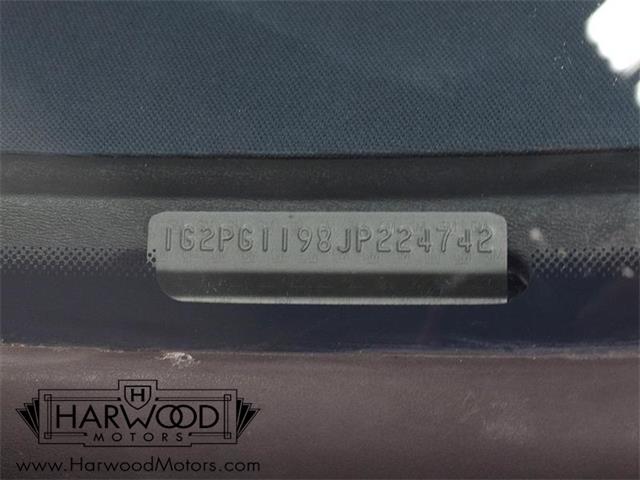 1G2PG1198JP224742
H
HARWOOD
MOTORS
www.HarwoodMotors.com